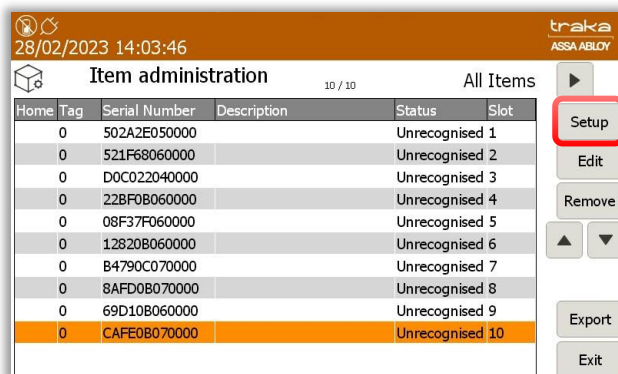 traka
28/02/2023 14:03:46 ASSA ABLOY
Item administration 10 / 10 All Items
Home Tag Serial Number Description Status Slot
0 502A2E050000 Unrecognised 1
0 521F68060000 Unrecognised 2
0 D0C022040000 Unrecognised 3
0 22BF0B060000 Unrecognised 4
0 08F37F060000 Unrecognised 5
0 12820B060000 Unrecognised 6
0 B4790C070000 Unrecognised 7
0 8AFD0B070000 Unrecognised 8
0 69D10B060000 Unrecognised 9
0 CAFE0B070000 Unrecognised 10
Setup
Edit
Remove
Export
Exit